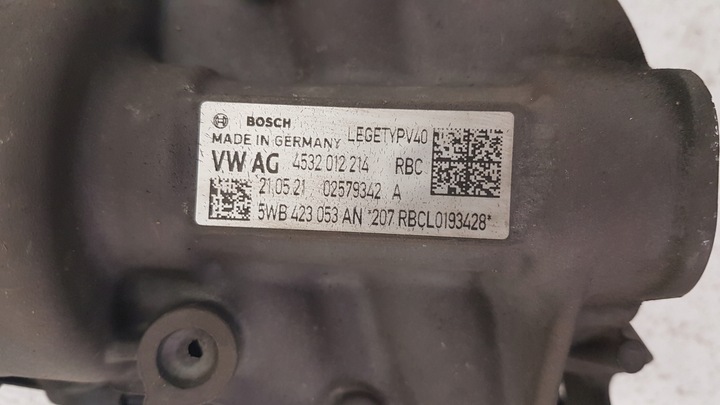 BOSCH LEGETYPV40
MADE IN GERMANY
VW AG 4532 012 214 RBC
21.05.21 02579342 A
5WB 423 053 AN *207 RBCL0193428*